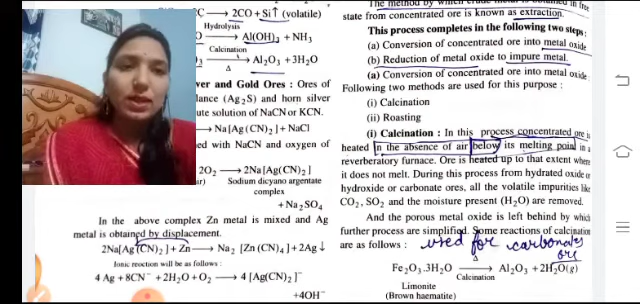 C ⟶ 2CO + Si↑ (volatile)
Hydrolysis
O ⟶ Al(OH)₃ + NH₃
Calcination
O₃ ⟶ Al₂O₃ + 3H₂O
Δ
ver and Gold Ores : Ores of
lance (Ag₂S) and horn silver
ute solution of NaCN or KCN.
⟶ Na[Ag(CN)₂] + NaCl
ed with NaCN and oxygen of
2O₂ ⟶ 2Na[Ag(CN)₂]
ir) Sodium dicyano argentate
complex
+ Na₂SO₄
In the above complex Zn metal is mixed and Ag
metal is obtained by displacement.
2Na[Ag(CN)₂] + Zn ⟶ Na₂ [Zn(CN)₄] + 2Ag ↓
Ionic reaction will be as follows :
4 Ag + 8CN⁻ + 2H₂O + O₂ ⟶ 4 [Ag(CN)₂]⁻
+4OH⁻
The method by which crude metal is obtained in free
state from concentrated ore is known as extraction.
This process completes in the following two steps :
(a) Conversion of concentrated ore into metal oxide
(b) Reduction of metal oxide to impure metal.
(a) Conversion of concentrated ore into metal oxide :
Following two methods are used for this purpose :
(i) Calcination
(ii) Roasting
(i) Calcination : In this process concentrated ore is
heated in the absence of air below its melting point in a
reverberatory furnace. Ore is heated up to that extent where
it does not melt. During this process from hydrated oxide or
hydroxide or carbonate ores, all the volatile impurities like
CO₂, SO₂ and the moisture present (H₂O) are removed.
And the porous metal oxide is left behind by which
further process are simplified. Some reactions of calcination
are as follows : used for carbonate
ore
Fe₂O₃.3H₂O ⟶ Al₂O₃ + 2H₂O(g)
Δ
Calcination
Limonite
(Brown haematite)